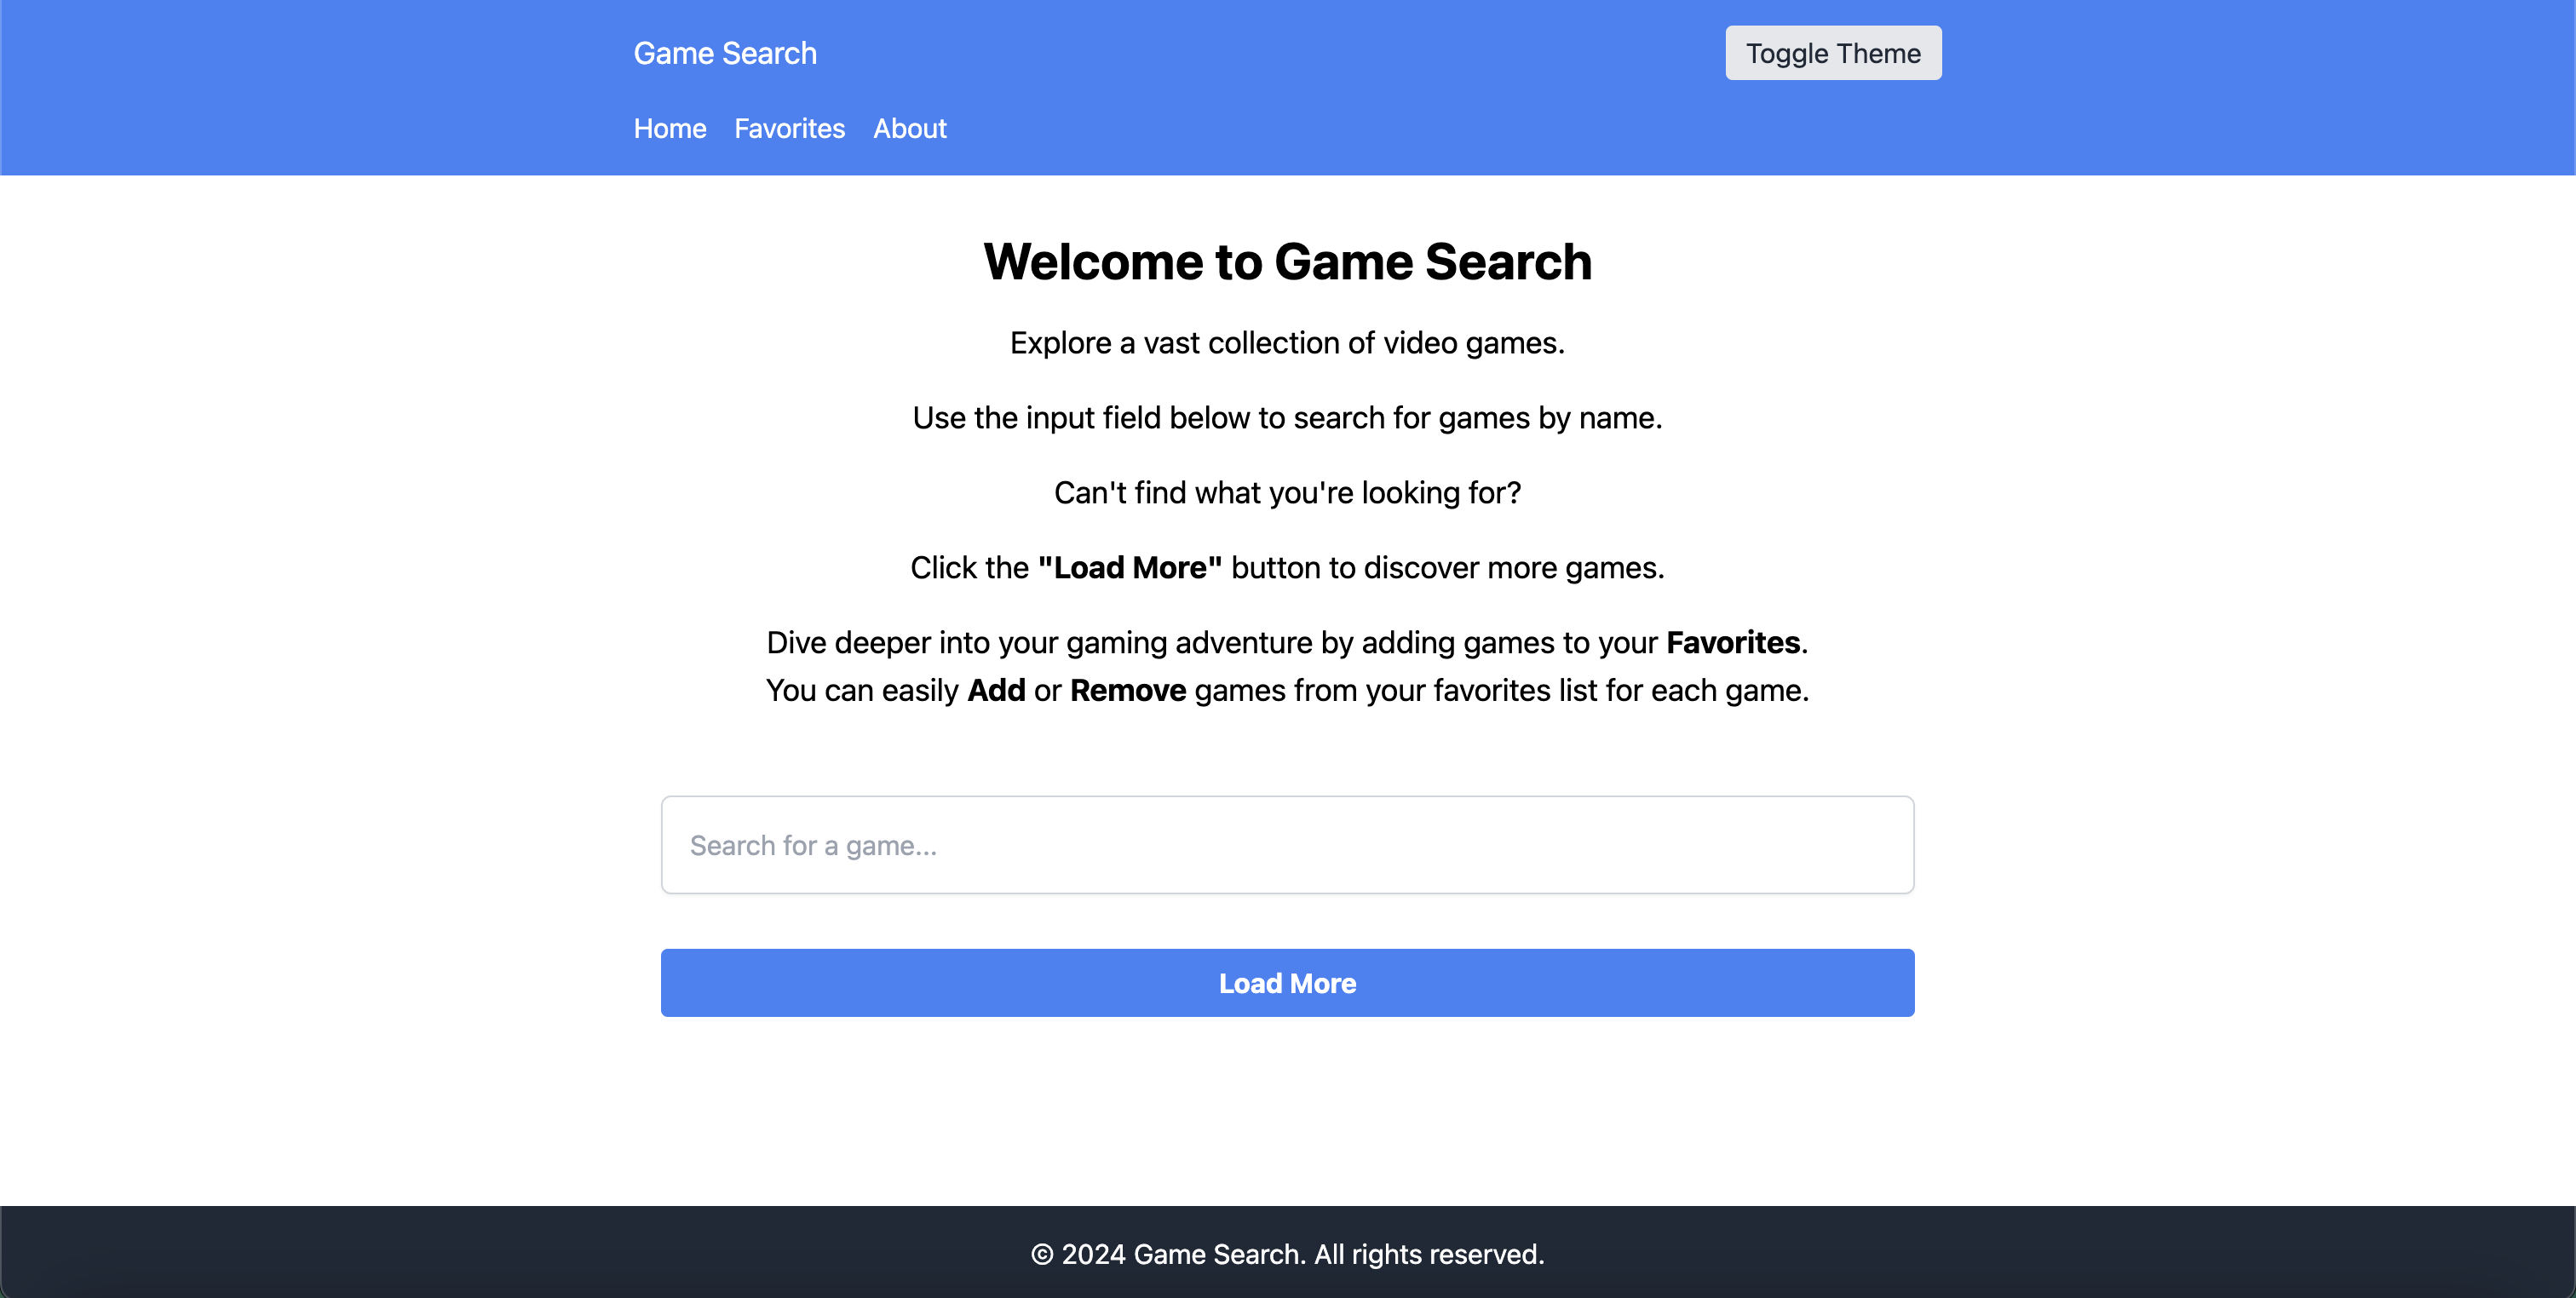 Game Search
Toggle Theme
Home Favorites About
Welcome to Game Search
Explore a vast collection of video games.
Use the input field below to search for games by name.
Can't find what you're looking for?
Click the "Load More" button to discover more games.
Dive deeper into your gaming adventure by adding games to your Favorites.
You can easily Add or Remove games from your favorites list for each game.
Search for a game...
Load More
© 2024 Game Search. All rights reserved.